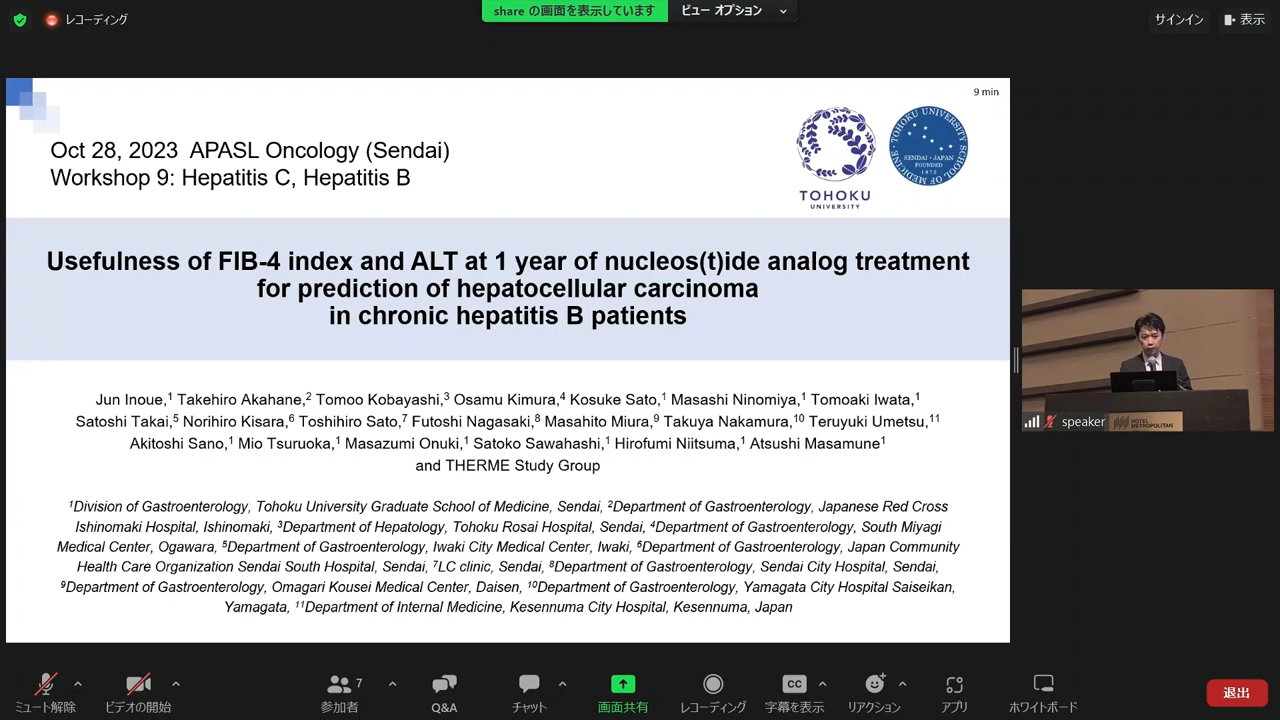 レコーディング
share の画面を表示しています
ビュー オプション
サインイン
表示
9 min
Oct 28, 2023 APASL Oncology (Sendai)
Workshop 9: Hepatitis C, Hepatitis B
TOHOKU
UNIVERSITY
TOHOKU UNIVERSITY SCHOOL OF MEDICINE
SENDAI · JAPAN
FOUNDED
1872
Usefulness of FIB-4 index and ALT at 1 year of nucleos(t)ide analog treatment
for prediction of hepatocellular carcinoma
in chronic hepatitis B patients
Jun Inoue,1 Takehiro Akahane,2 Tomoo Kobayashi,3 Osamu Kimura,4 Kosuke Sato,1 Masashi Ninomiya,1 Tomoaki Iwata,1
Satoshi Takai,5 Norihiro Kisara,6 Toshihiro Sato,7 Futoshi Nagasaki,8 Masahito Miura,9 Takuya Nakamura,10 Teruyuki Umetsu,11
Akitoshi Sano,1 Mio Tsuruoka,1 Masazumi Onuki,1 Satoko Sawahashi,1 Hirofumi Niitsuma,1 Atsushi Masamune1
and THERME Study Group
1Division of Gastroenterology, Tohoku University Graduate School of Medicine, Sendai, 2Department of Gastroenterology, Japanese Red Cross
Ishinomaki Hospital, Ishinomaki, 3Department of Hepatology, Tohoku Rosai Hospital, Sendai, 4Department of Gastroenterology, South Miyagi
Medical Center, Ogawara, 5Department of Gastroenterology, Iwaki City Medical Center, Iwaki, 6Department of Gastroenterology, Japan Community
Health Care Organization Sendai South Hospital, Sendai, 7LC clinic, Sendai, 8Department of Gastroenterology, Sendai City Hospital, Sendai,
9Department of Gastroenterology, Omagari Kousei Medical Center, Daisen, 10Department of Gastroenterology, Yamagata City Hospital Saiseikan,
Yamagata, 11Department of Internal Medicine, Kesennuma City Hospital, Kesennuma, Japan
speaker
HOTEL
METROPOLITAN
ミュート解除
ビデオの開始
7
参加者
Q&A
チャット
画面共有
レコーディング
CC
字幕を表示
リアクション
アプリ
ホワイトボード
退出